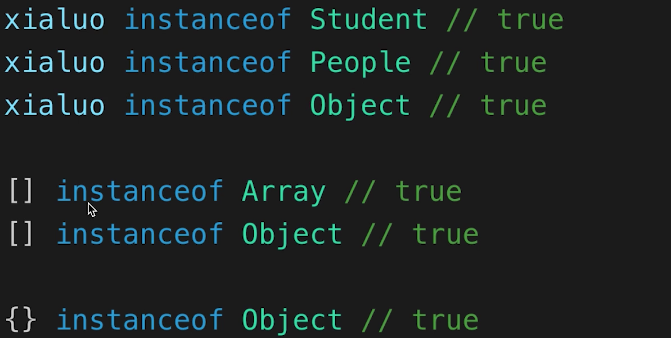 xialuo instanceof Student // true
xialuo instanceof People // true
xialuo instanceof Object // true
[] instanceof Array // true
[] instanceof Object // true
{} instanceof Object // true